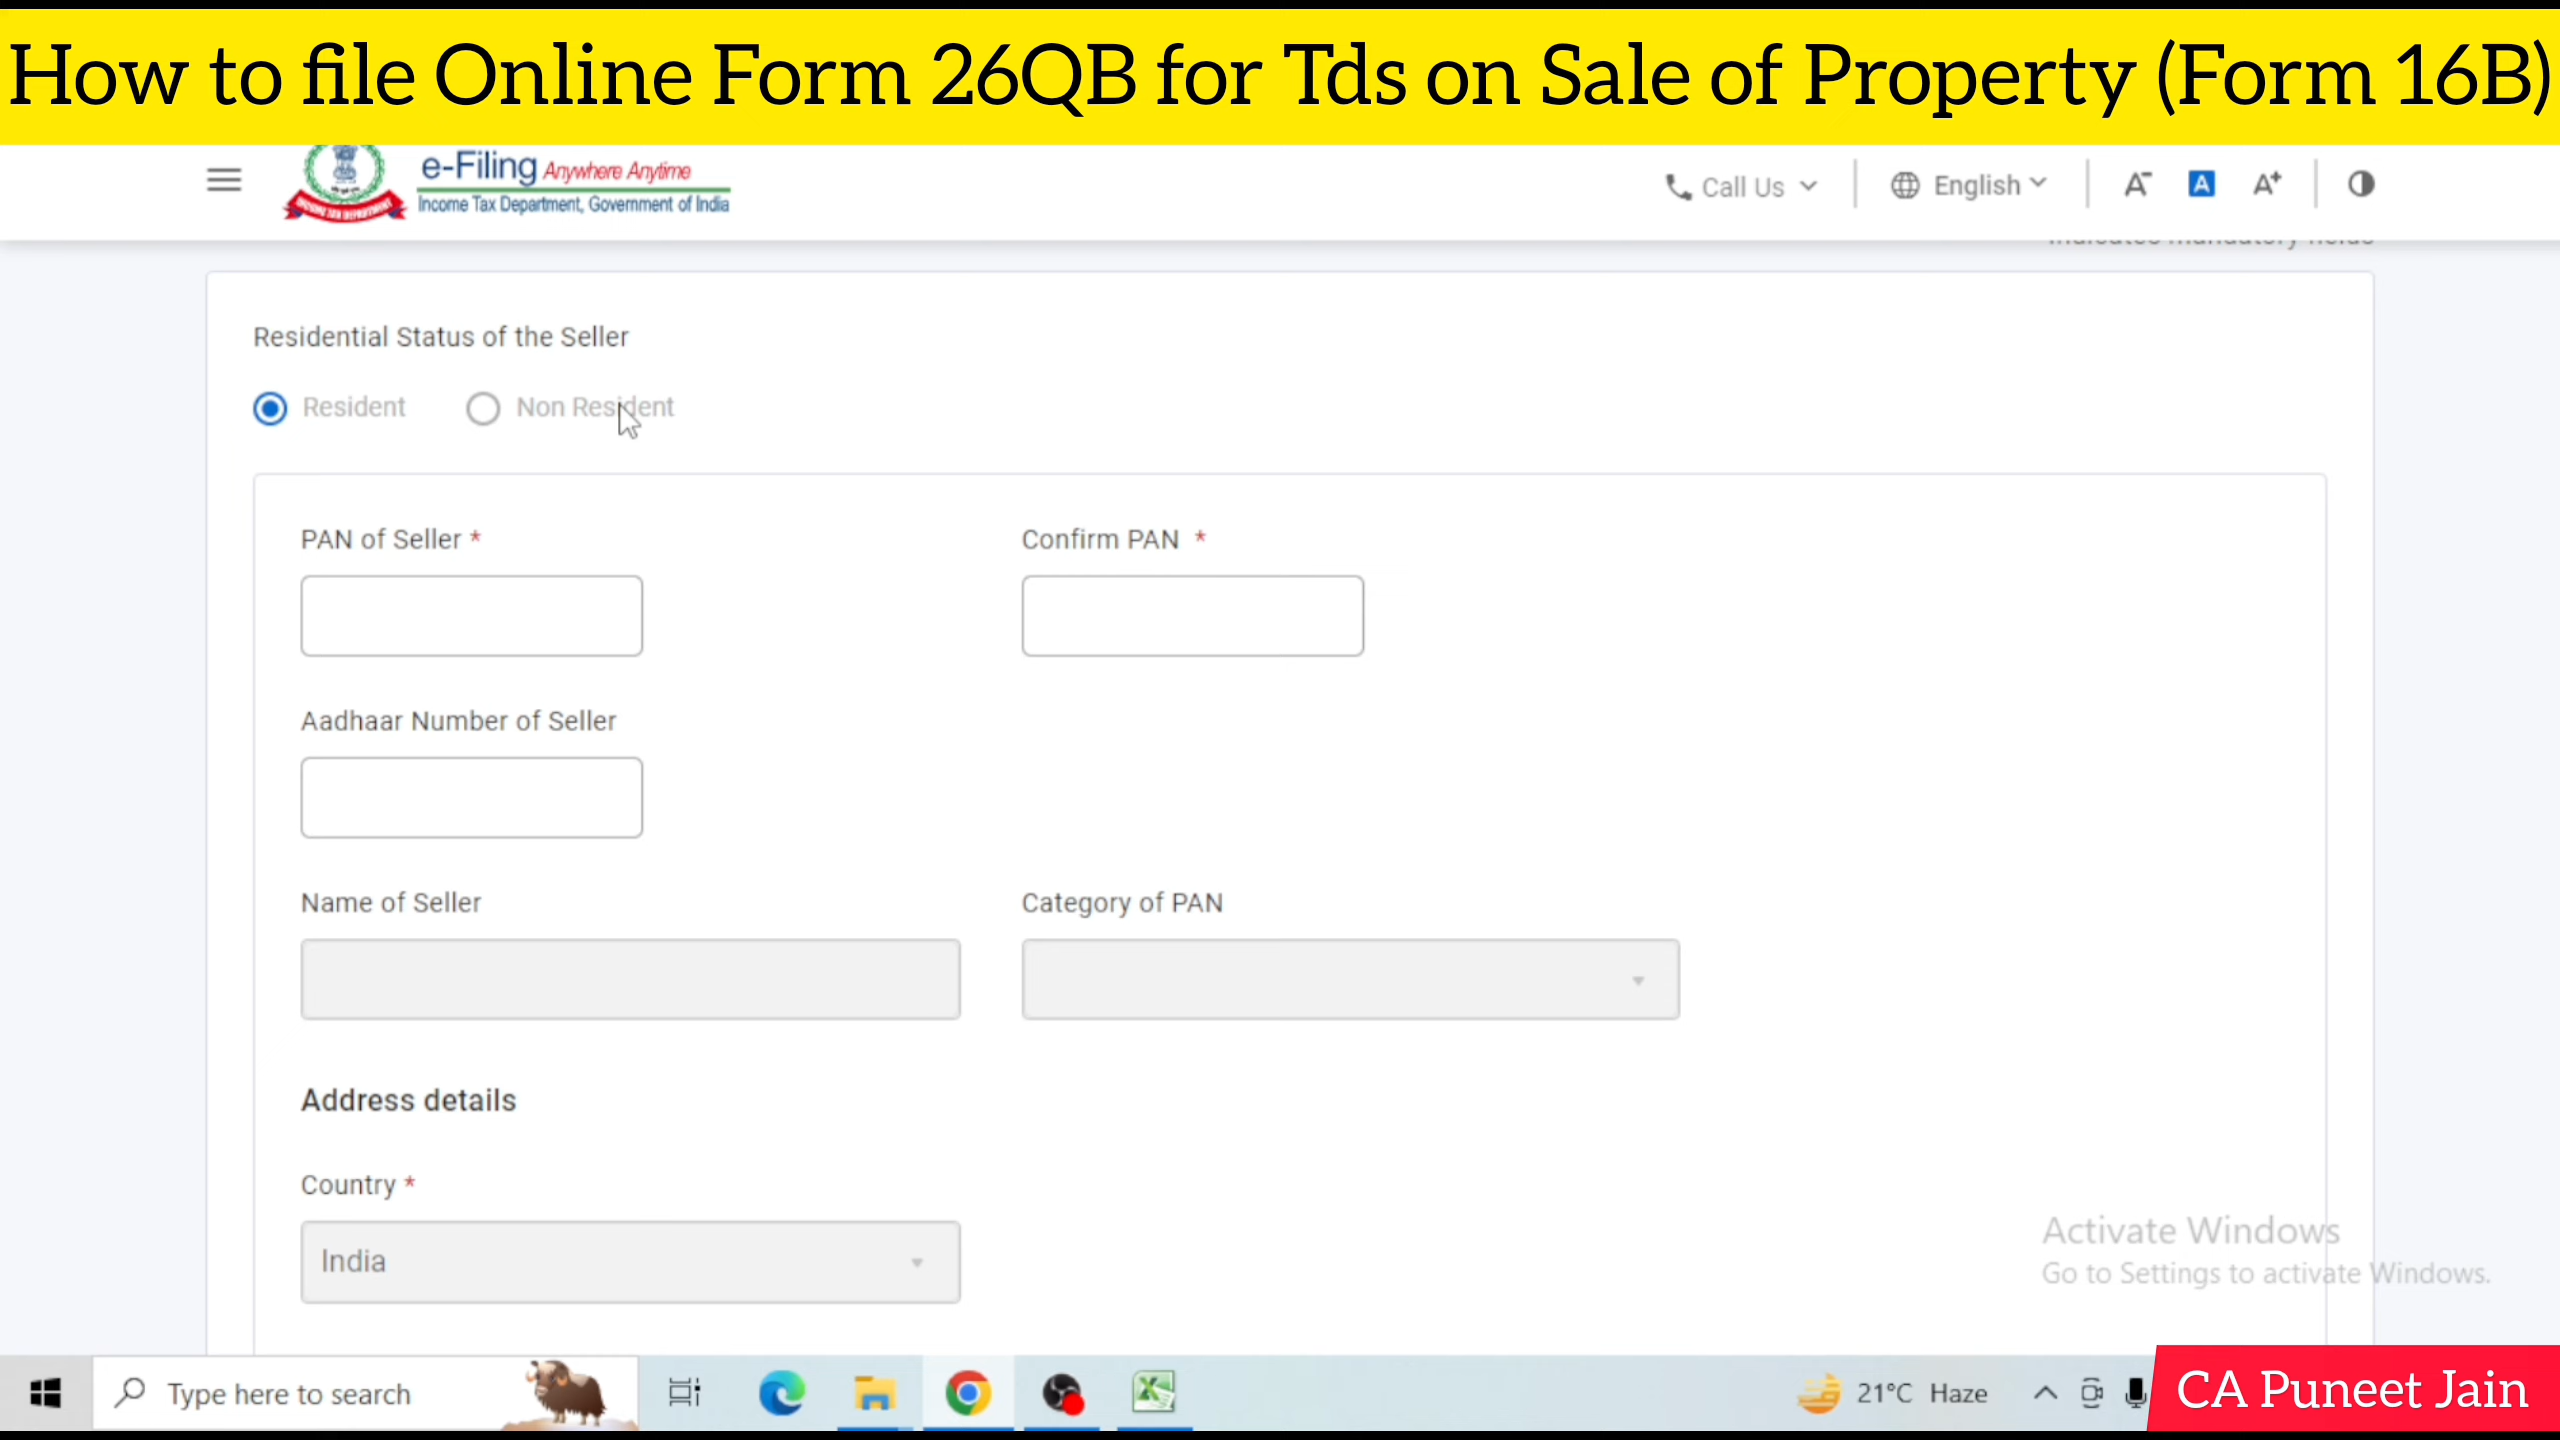 How to file Online Form 26QB for Tds on Sale of Property (Form 16B)
e-Filing Anywhere Anytime
Income Tax Department, Government of India
Call Us
English
A-
A
A+
Indicates mandatory fields
Residential Status of the Seller
Resident
Non Resident
PAN of Seller *
Confirm PAN *
Aadhaar Number of Seller
Name of Seller
Category of PAN
Address details
Country *
India
Activate Windows
Go to Settings to activate Windows.
Type here to search
21°C Haze
CA Puneet Jain